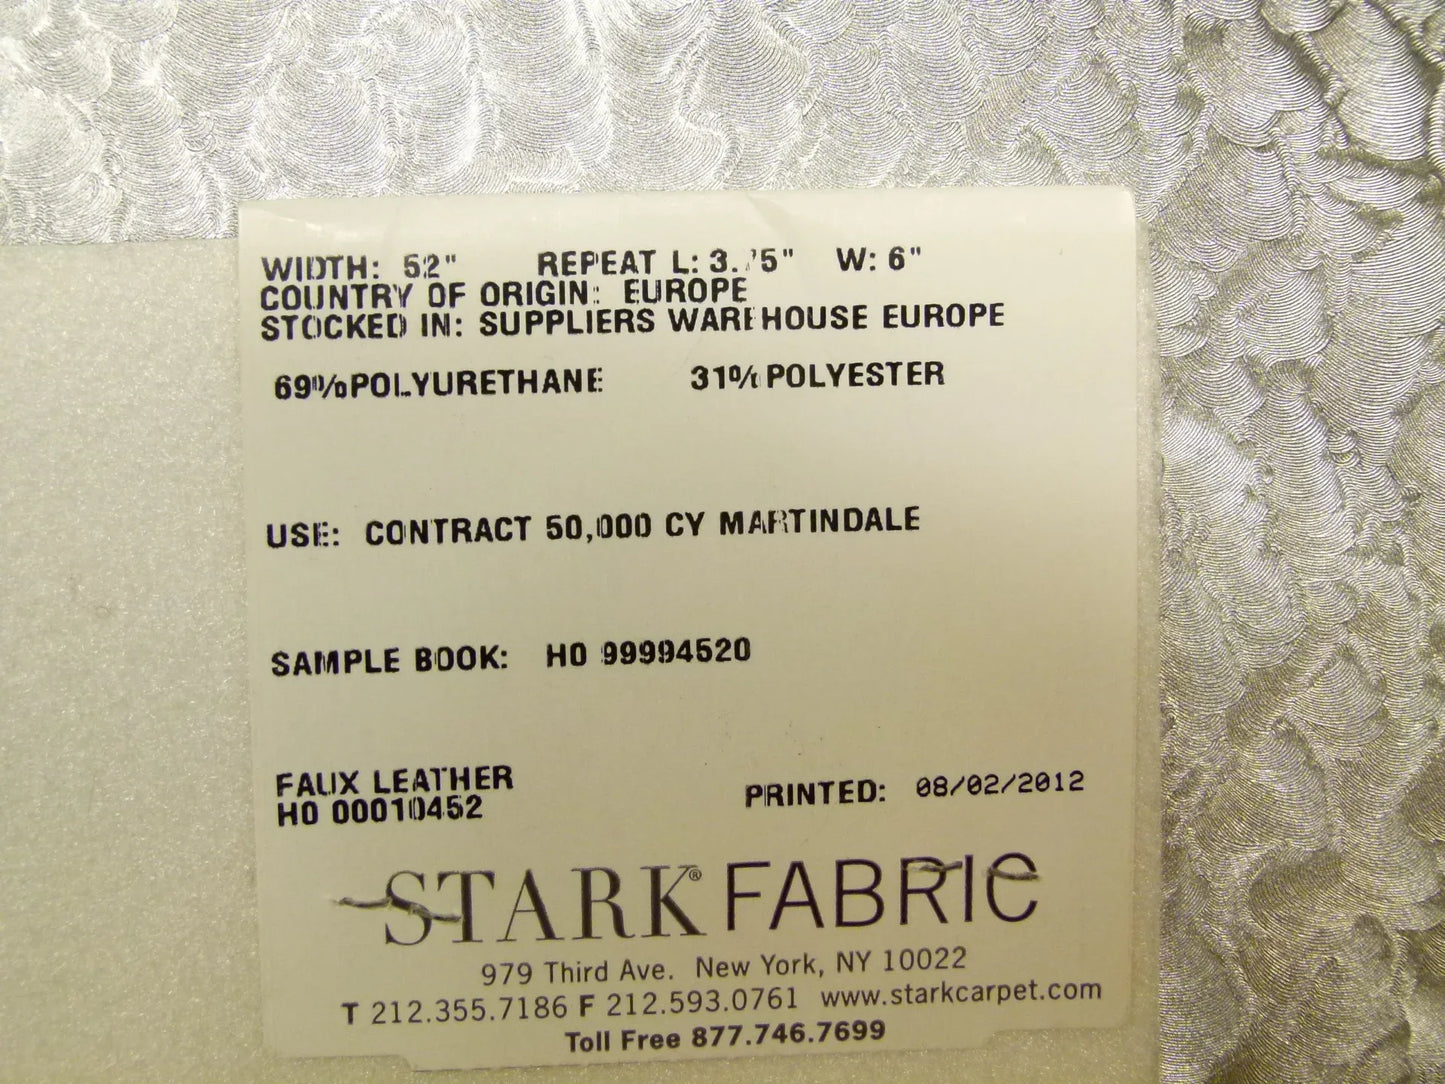 WIDTH: 52" REPEAT L: 3.75" W: 6"
COUNTRY OF ORIGIN: EUROPE
STOCKED IN: SUPPLIERS WAREHOUSE EUROPE
69%POLYURETHANE 31% POLYESTER
USE: CONTRACT 50,000 CY MARTINDALE
SAMPLE BOOK: H0 99994520
FAUX LEATHER
H0 00010452 PRINTED: 08/02/2012
STARK® FABRIC
979 Third Ave. New York, NY 10022
T 212.355.7186 F 212.593.0761 www.starkcarpet.com
Toll Free 877.746.7699